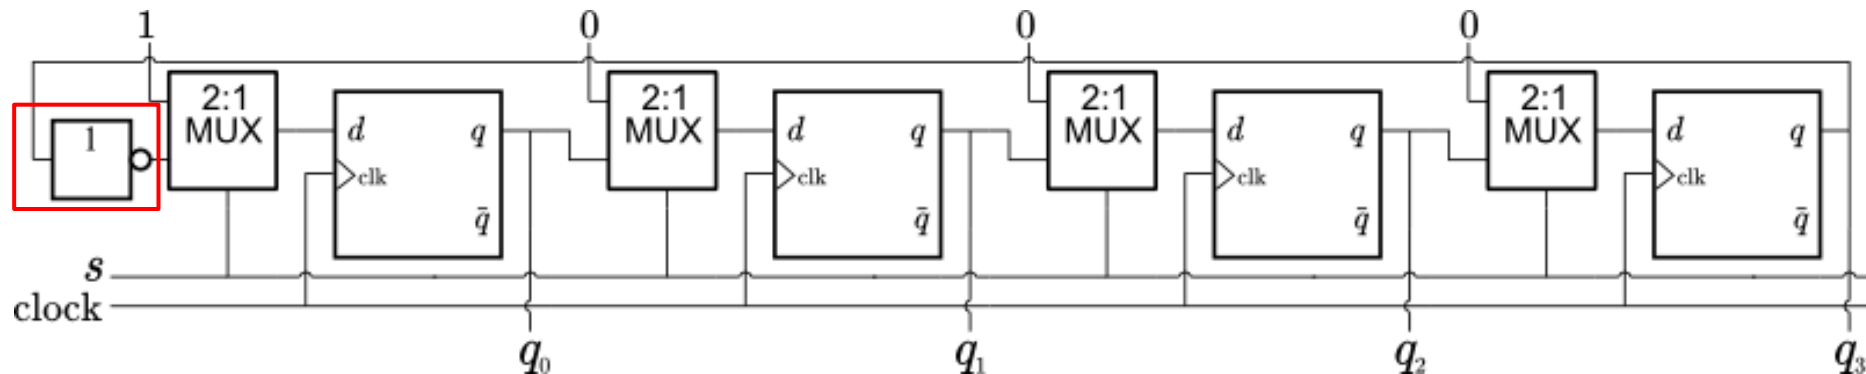 1 0 0 0
2:1 2:1 2:1 2:1
1 MUX d q MUX d q MUX d q MUX d q
clk clk clk clk
q̄ q̄ q̄ q̄
s
clock
q₀ q₁ q₂ q₃